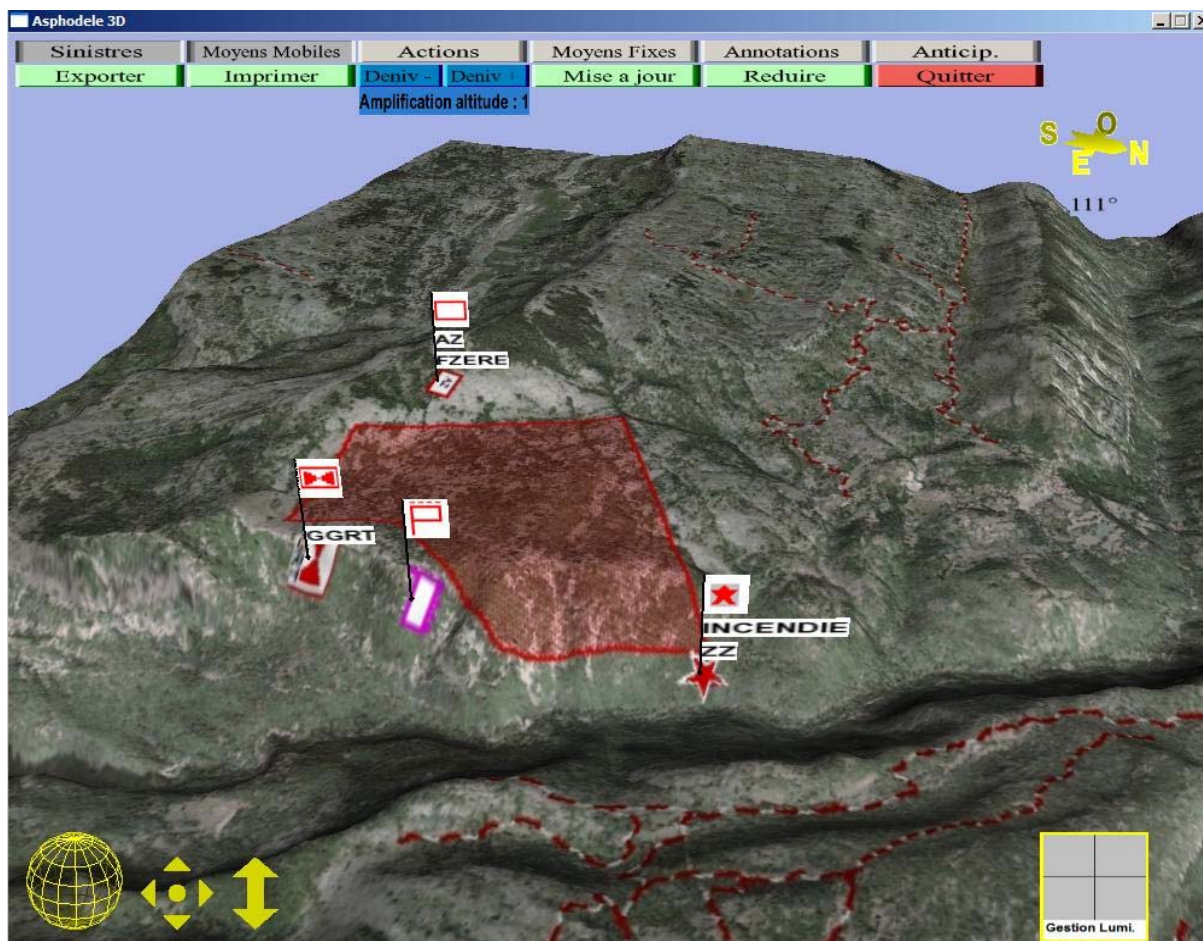 Asphodele 3D
Sinistres Moyens Mobiles Actions Moyens Fixes Annotations Anticip.
Exporter Imprimer Deniv - Deniv + Mise a jour Reduire Quitter
Amplification altitude : 1
S O E N
111°
AZ
FZERE
GGRT
INCENDIE
ZZ
Gestion Lumi.